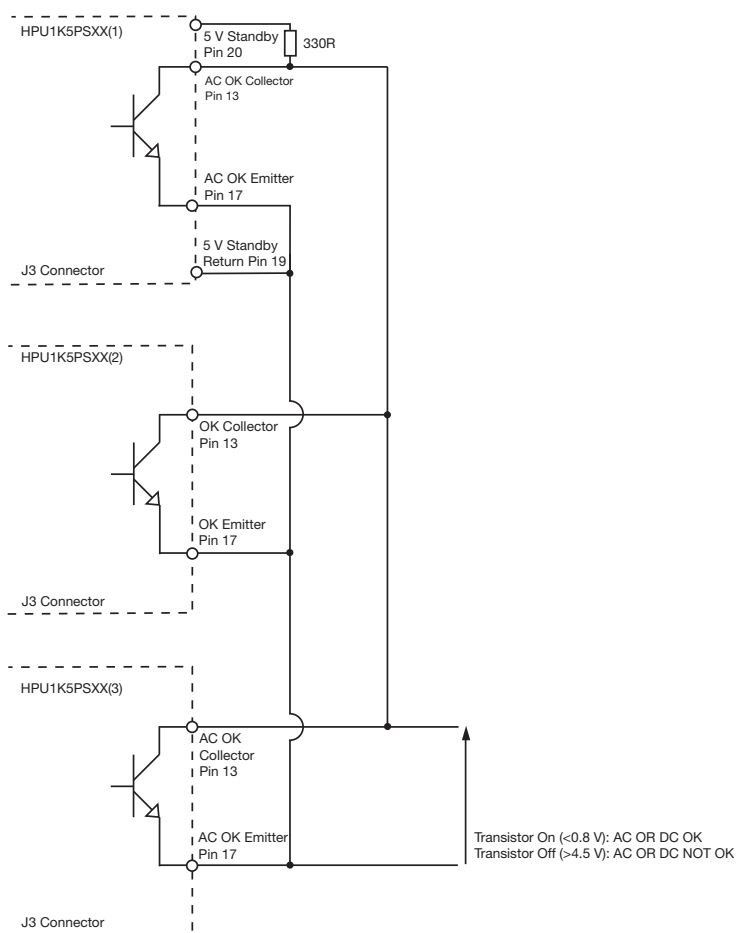 HPU1K5PSXX(1)
5 V Standby
Pin 20
330R
AC OK Collector
Pin 13
AC OK Emitter
Pin 17
5 V Standby
Return Pin 19
J3 Connector
HPU1K5PSXX(2)
OK Collector
Pin 13
OK Emitter
Pin 17
J3 Connector
HPU1K5PSXX(3)
AC OK
Collector
Pin 13
AC OK Emitter
Pin 17
Transistor On (<0.8 V): AC OR DC OK
Transistor Off (>4.5 V): AC OR DC NOT OK
J3 Connector